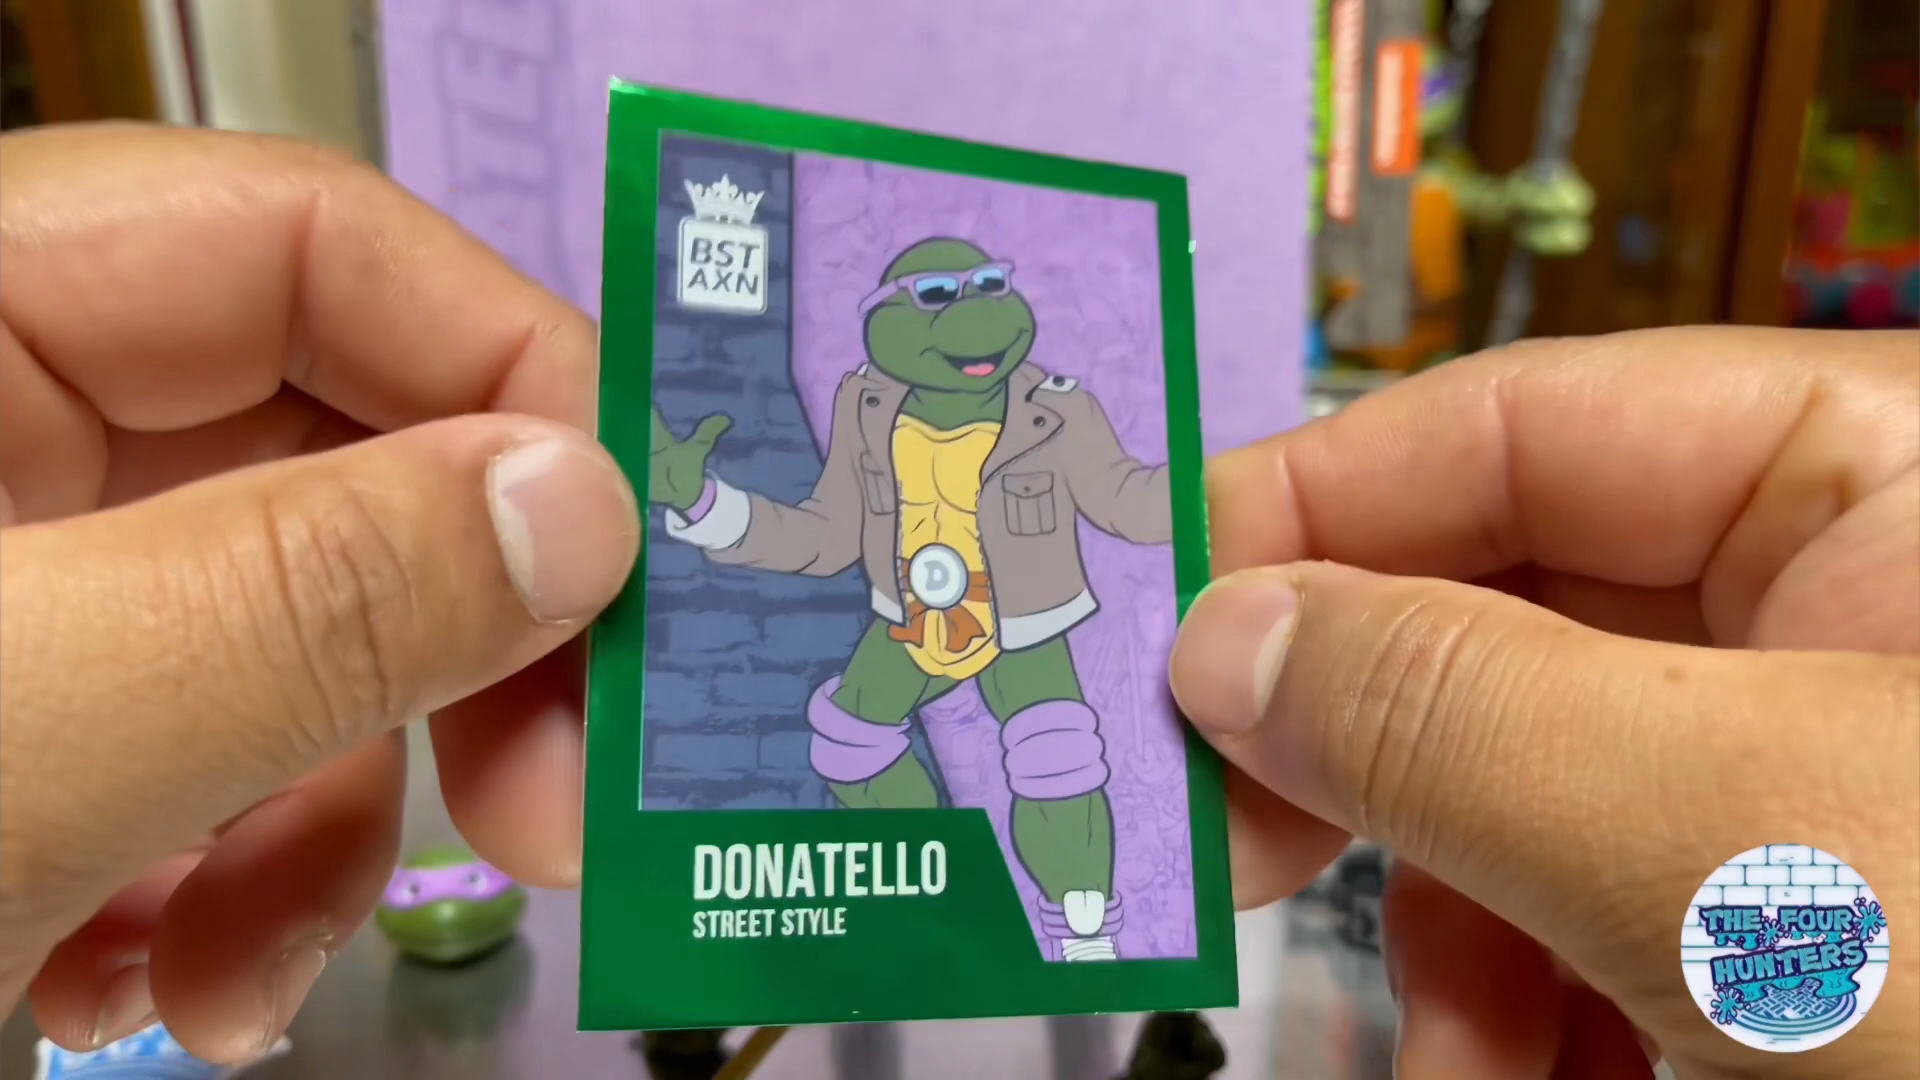 BST
AXN
D
DONATELLO
STREET STYLE
THE FOUR
HUNTERS